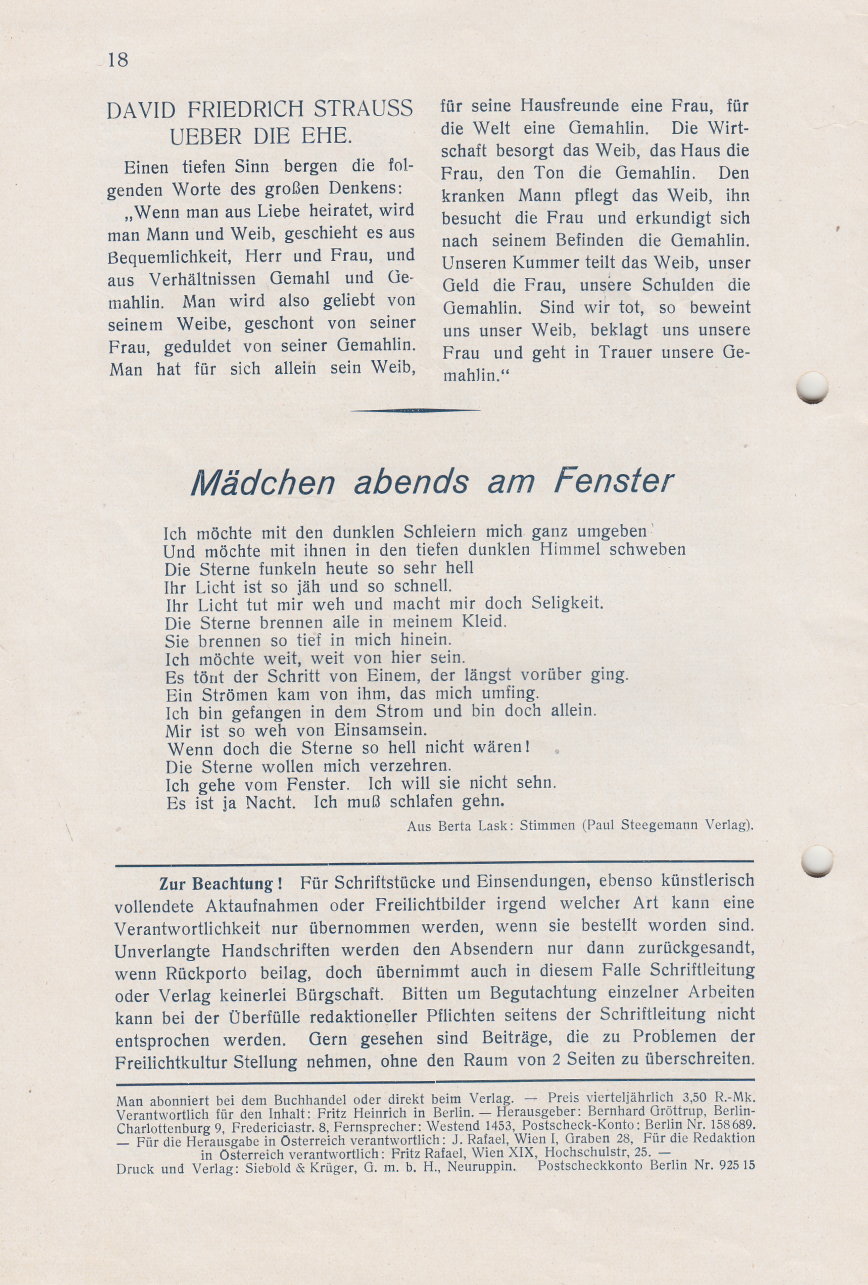 18
DAVID FRIEDRICH STRAUSS
UEBER DIE EHE.
Einen tiefen Sinn bergen die fol-
genden Worte des großen Denkens:
„Wenn man aus Liebe heiratet, wird
man Mann und Weib, geschieht es aus
Bequemlichkeit, Herr und Frau, und
aus Verhältnissen Gemahl und Ge-
mahlin. Man wird also geliebt von
seinem Weibe, geschont von seiner
Frau, geduldet von seiner Gemahlin.
Man hat für sich allein sein Weib,
für seine Hausfreunde eine Frau, für
die Welt eine Gemahlin. Die Wirt-
schaft besorgt das Weib, das Haus die
Frau, den Ton die Gemahlin. Den
kranken Mann pflegt das Weib, ihn
besucht die Frau und erkundigt sich
nach seinem Befinden die Gemahlin.
Unseren Kummer teilt das Weib, unser
Geld die Frau, unsere Schulden die
Gemahlin. Sind wir tot, so beweint
uns unser Weib, beklagt uns unsere
Frau und geht in Trauer unsere Ge-
mahlin.“
Mädchen abends am Fenster
Ich möchte mit den dunklen Schleiern mich ganz umgeben
Und möchte mit ihnen in den tiefen dunklen Himmel schweben
Die Sterne funkeln heute so sehr hell
Ihr Licht ist so jäh und so schnell.
Ihr Licht tut mir weh und macht mir doch Seligkeit.
Die Sterne brennen alle in meinem Kleid.
Sie brennen so tief in mich hinein.
Ich möchte weit, weit von hier sein.
Es tönt der Schritt von Einem, der längst vorüber ging.
Ein Strömen kam von ihm, das mich umfing.
Ich bin gefangen in dem Strom und bin doch allein.
Mir ist so weh von Einsamsein.
Wenn doch die Sterne so hell nicht wären!
Die Sterne wollen mich verzehren.
Ich gehe vom Fenster. Ich will sie nicht sehn.
Es ist ja Nacht. Ich muß schlafen gehn.
Aus Berta Lask: Stimmen (Paul Steegemann Verlag).
Zur Beachtung! Für Schriftstücke und Einsendungen, ebenso künstlerisch
vollendete Aktaufnahmen oder Freilichtbilder irgend welcher Art kann eine
Verantwortlichkeit nur übernommen werden, wenn sie bestellt worden sind.
Unverlangte Handschriften werden den Absendern nur dann zurückgesandt,
wenn Rückporto beilag, doch übernimmt auch in diesem Falle Schriftleitung
oder Verlag keinerlei Bürgschaft. Bitten um Begutachtung einzelner Arbeiten
kann bei der Überfülle redaktioneller Pflichten seitens der Schriftleitung nicht
entsprochen werden. Gern gesehen sind Beiträge, die zu Problemen der
Freilichtkultur Stellung nehmen, ohne den Raum von 2 Seiten zu überschreiten.
Man abonniert bei dem Buchhandel oder direkt beim Verlag. — Preis vierteljährlich 3,50 R.-Mk.
Verantwortlich für den Inhalt: Fritz Heinrich in Berlin. — Herausgeber: Bernhard Gröttrup, Berlin-
Charlottenburg 9, Fredericiastr. 8, Fernsprecher: Westend 1453, Postscheck-Konto: Berlin Nr. 158689.
— Für die Herausgabe in Österreich verantwortlich: J. Rafael, Wien I, Graben 28, Für die Redaktion
in Österreich verantwortlich: Fritz Rafael, Wien XIX, Hochschulstr, 25. —
Druck und Verlag: Siebold & Krüger, G. m. b. H., Neuruppin. Postscheckkonto Berlin Nr. 92515